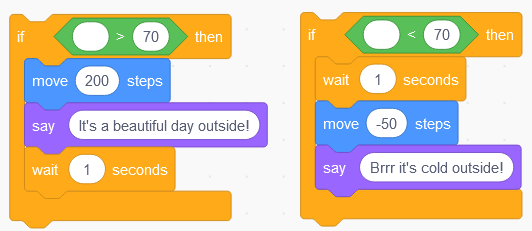 if > 70 then
move 200 steps
say It's a beautiful day outside!
wait 1 seconds
if < 70 then
wait 1 seconds
move -50 steps
say Brrr it's cold outside!